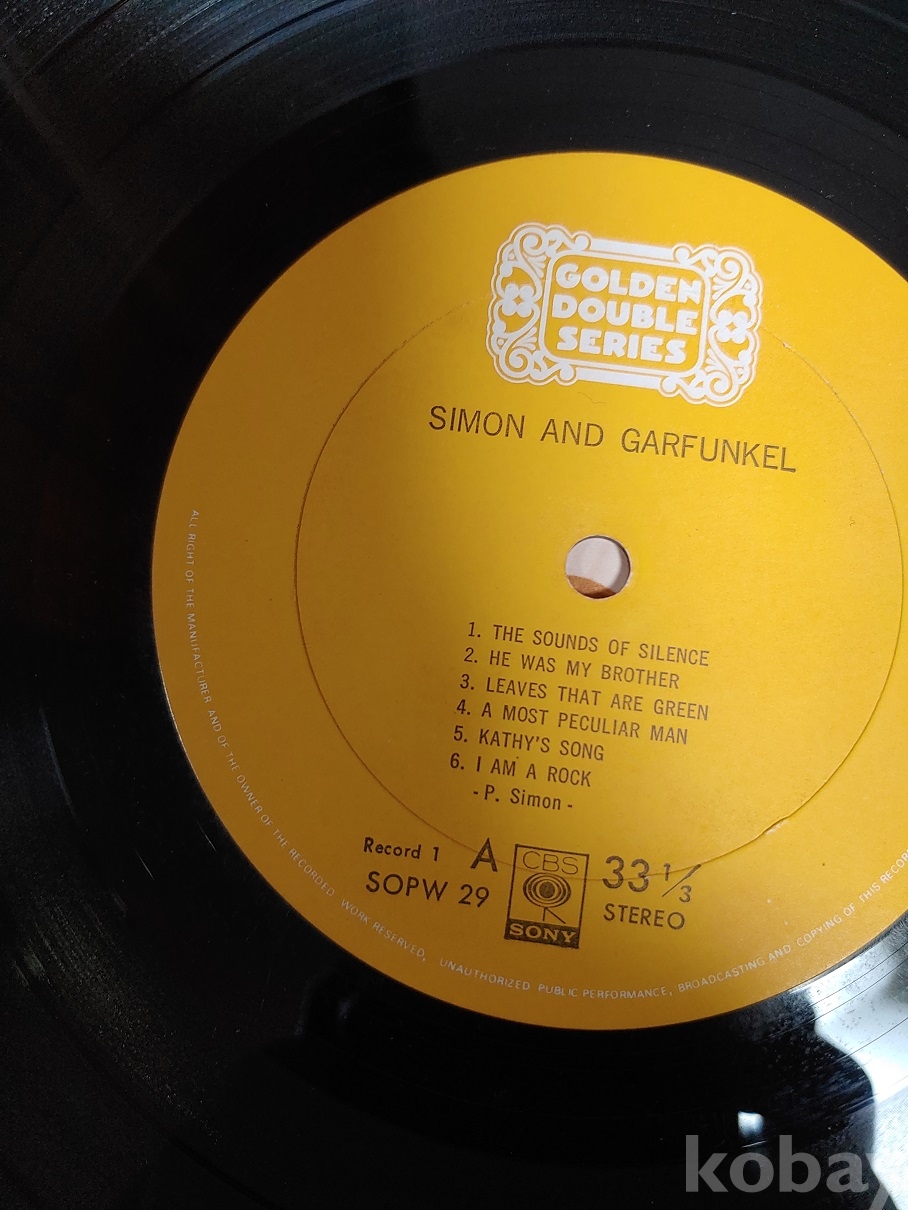 GOLDEN
DOUBLE
SERIES
SIMON AND GARFUNKEL
1. THE SOUNDS OF SILENCE
2. HE WAS MY BROTHER
3. LEAVES THAT ARE GREEN
4. A MOST PECULIAR MAN
5. KATHY'S SONG
6. I AM A ROCK
- P. Simon -
Record 1 A
SOPW 29
CBS
SONY
33 1/3
STEREO
ALL RIGHT OF THE MANUFACTURER AND OF THE OWNER OF THE RECORDED WORK RESERVED, UNAUTHORIZED PUBLIC PERFORMANCE, BROADCASTING AND COPYING OF THIS RECOR
kobay